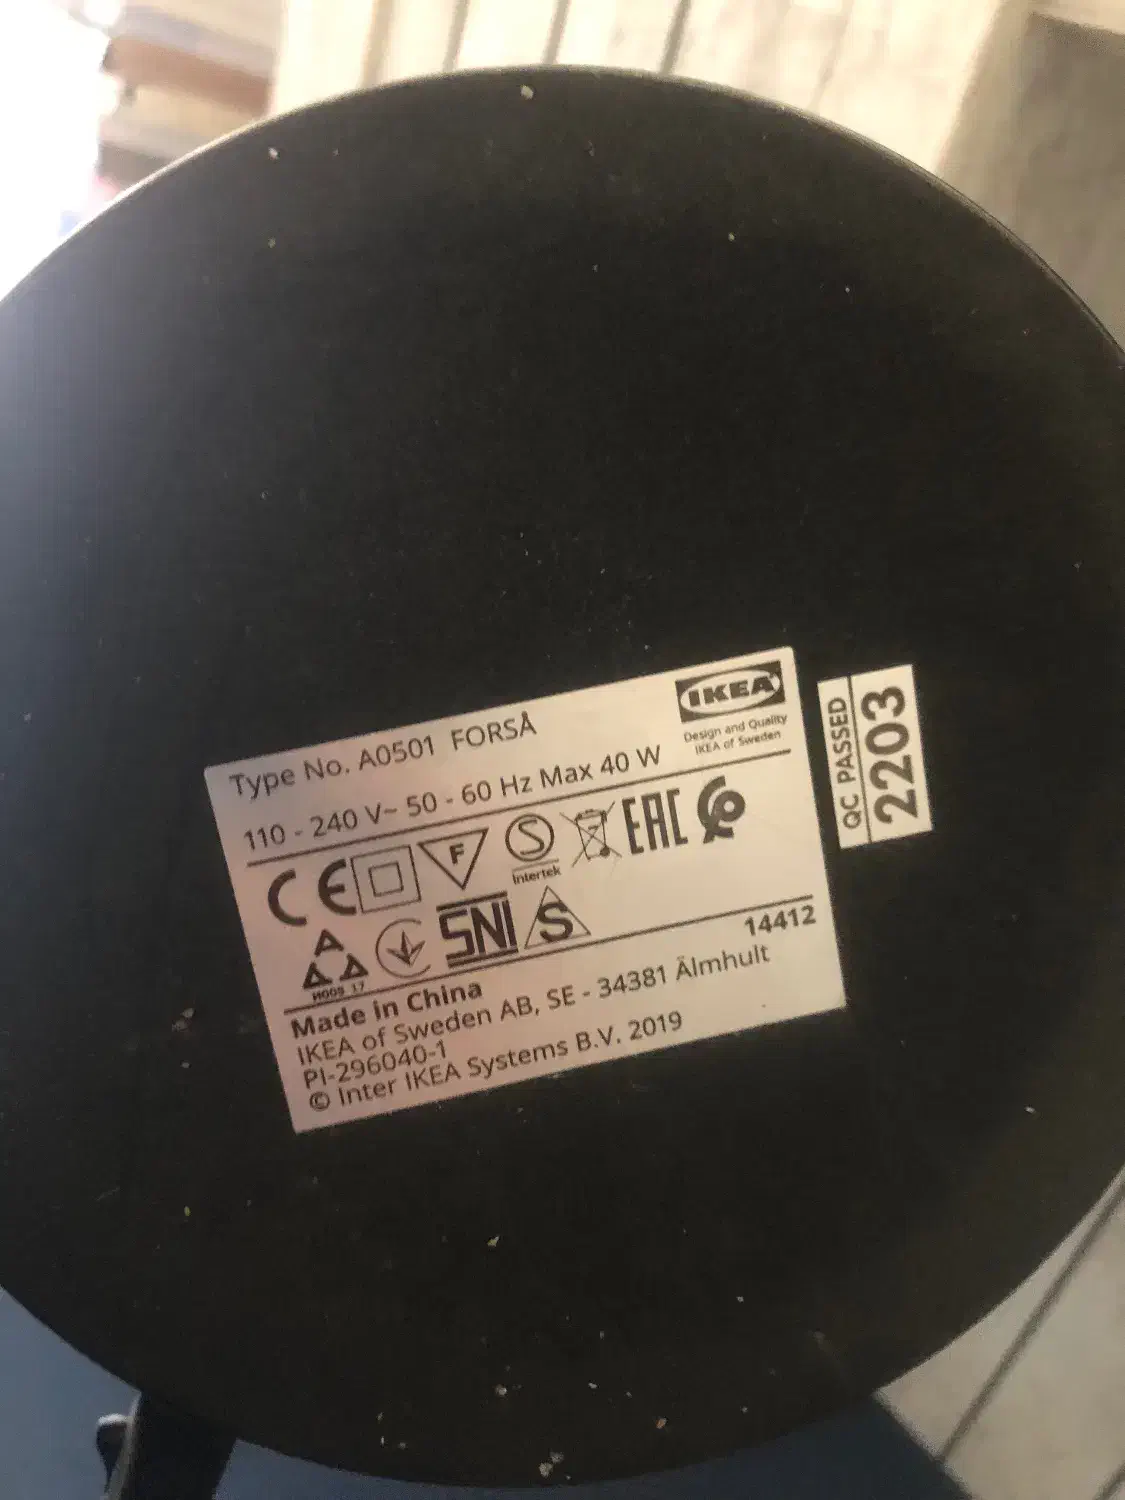 Type No. A0501 FORSÅ
110 - 240 V~ 50 - 60 Hz Max 40 W
IKEA
Design and Quality
IKEA of Sweden
CE F S Intertek EAC
SNI S
14412
Made in China
IKEA of Sweden AB, SE - 34381 Älmhult
PI-296040-1
© Inter IKEA Systems B.V. 2019
QC PASSED
2203